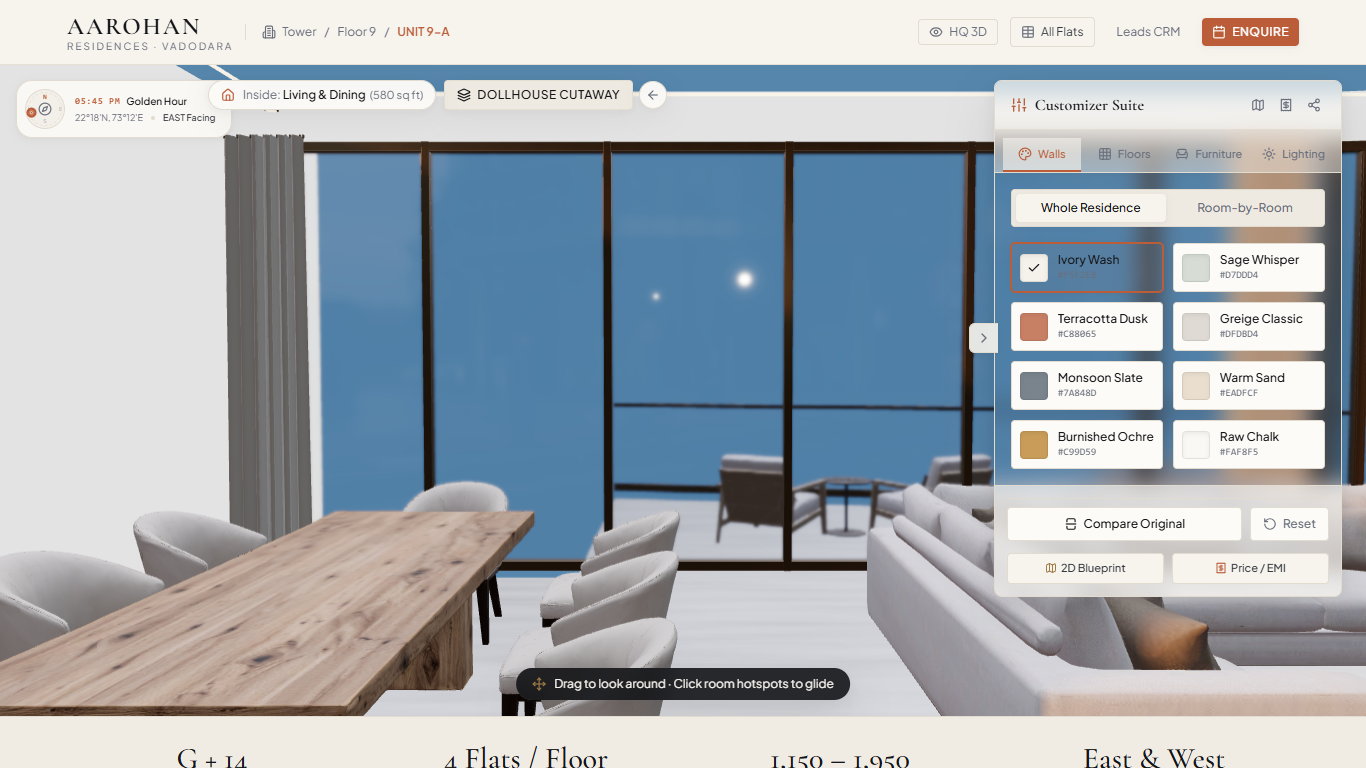 AAROHAN
RESIDENCES · VADODARA
Tower / Floor 9 / UNIT 9-A
HQ 3D
All Flats
Leads CRM
ENQUIRE
N
05:45 PM Golden Hour
22°18'N, 73°12'E EAST Facing
Inside: Living & Dining (580 sq ft)
DOLLHOUSE CUTAWAY
Customizer Suite
Walls
Floors
Furniture
Lighting
Whole Residence
Room-by-Room
Ivory Wash
Sage Whisper
#D7DDD4
Terracotta Dusk
#C88065
Greige Classic
#DFDBD4
Monsoon Slate
#7A848D
Warm Sand
#EADFCF
Burnished Ochre
#C99D59
Raw Chalk
#FAF8F5
Compare Original
Reset
2D Blueprint
Price / EMI
Drag to look around · Click room hotspots to glide
G + 14
4 Flats / Floor
1,150 – 1,950
East & West